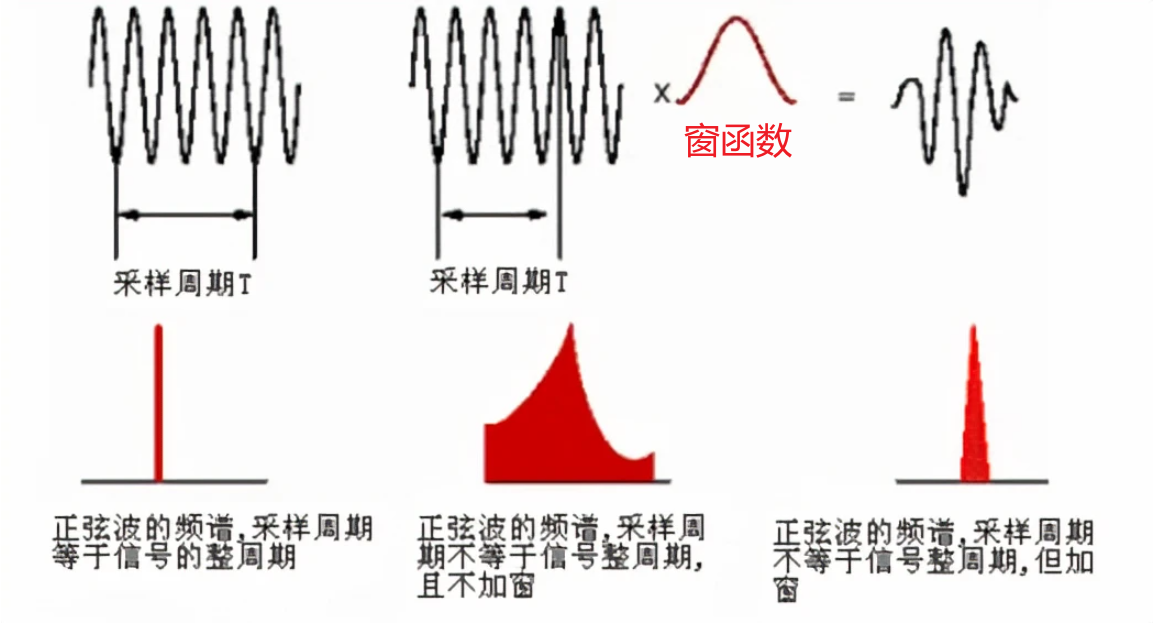 x
窗函数
=
采样周期T
采样周期T
正弦波的频谱,采样周期
等于信号的整周期
正弦波的频谱,采样周
期不等于信号整周期,
且不加窗
正弦波的频谱,采样周期
不等于信号整周期,但加
窗